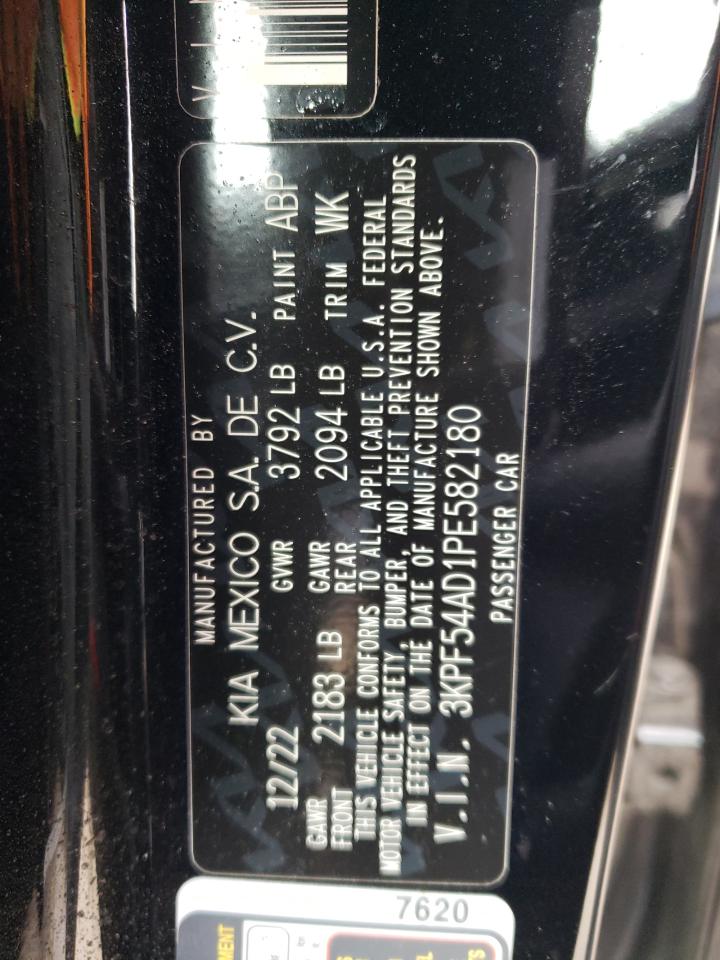 MANUFACTURED BY
KIA MEXICO S.A. DE C.V.
12/22 GVWR 3792 LB PAINT ABP
GAWR FRONT 2183 LB GAWR REAR 2094 LB TRIM WK
THIS VEHICLE CONFORMS TO ALL APPLICABLE U.S.A. FEDERAL
MOTOR VEHICLE SAFETY, BUMPER, AND THEFT PREVENTION STANDARDS
IN EFFECT ON THE DATE OF MANUFACTURE SHOWN ABOVE.
V.I.N. 3KPF54AD1PE582180
PASSENGER CAR
V I N
7620